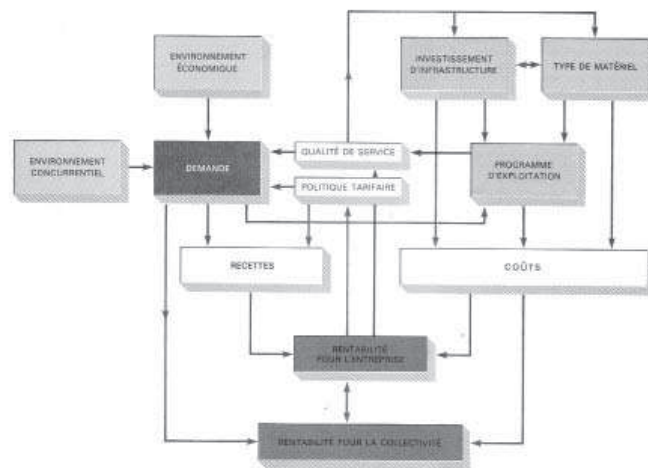 ENVIRONNEMENT
ÉCONOMIQUE
INVESTISSEMENT
D'INFRASTRUCTURE
TYPE DE MATÉRIEL
ENVIRONNEMENT
CONCURRENTIEL
DEMANDE
QUALITÉ DE SERVICE
POLITIQUE TARIFAIRE
PROGRAMME
D'EXPLOITATION
RECETTES
COÛTS
RENTABILITÉ
POUR L'ENTREPRISE
RENTABILITÉ POUR LA COLLECTIVITÉ